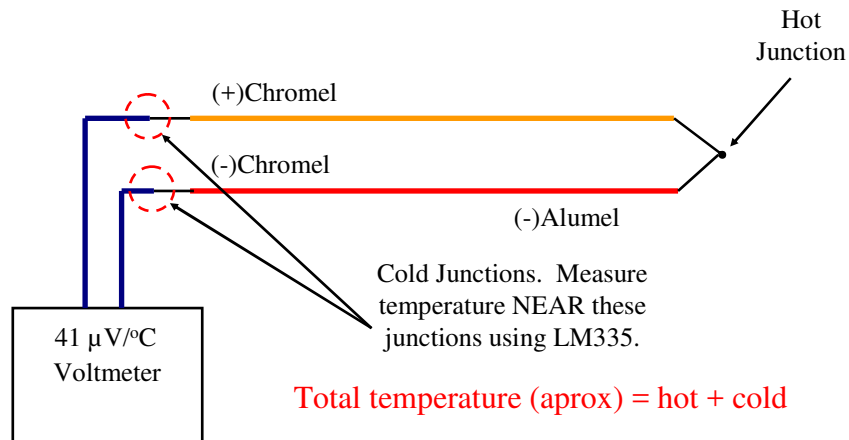 Hot
Junction
(+)Chromel
(-)Chromel
(-)Alumel
Cold Junctions.  Measure
temperature NEAR these
junctions using LM335.
41 µV/°C
Voltmeter
Total temperature (aprox) = hot + cold